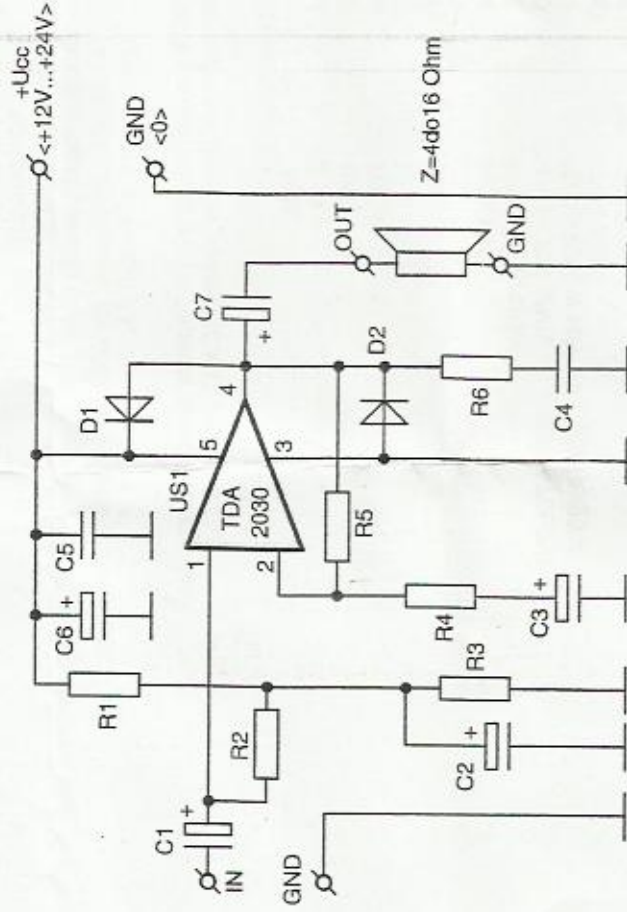 +Ucc
<+12V...+24V>
GND
<0>
D1
C7
OUT
Z=4do16 Ohm
GND
D2
C5
C6
+
US1
TDA
2030
5
4
3
1
2
+
R1
R5
R6
C4
R2
R4
C3
+
R3
C2
+
C1
+
IN
GND